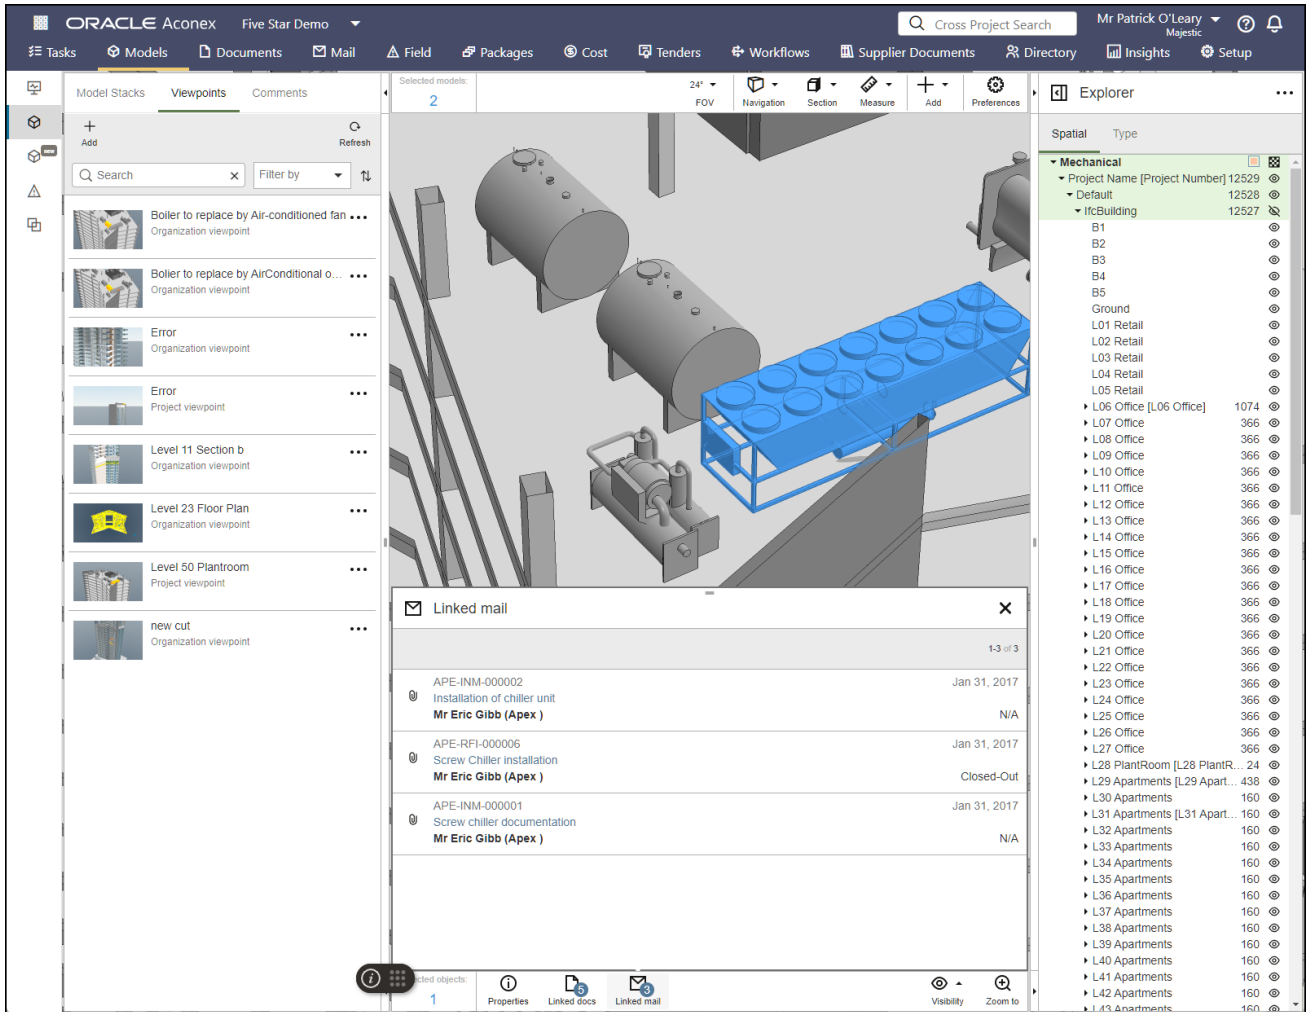 ORACLE Aconex
Five Star Demo
Cross Project Search
Mr Patrick O'Leary
Majestic
Tasks
Models
Documents
Mail
Field
Packages
Cost
Tenders
Workflows
Supplier Documents
Directory
Insights
Setup
Model Stacks
Viewpoints
Comments
Add
Refresh
Search
Filter by
Boiler to replace by Air-conditioned fan
Organization viewpoint
Bolier to replace by AirConditional o...
Organization viewpoint
Error
Organization viewpoint
Error
Project viewpoint
Level 11 Section b
Organization viewpoint
Level 23 Floor Plan
Organization viewpoint
Level 50 Plantroom
Project viewpoint
new cut
Organization viewpoint
Selected models:
2
24°
FOV
Navigation
Section
Measure
Add
Preferences
Linked mail
1-3 of 3
APE-INM-000002
Jan 31, 2017
Installation of chiller unit
Mr Eric Gibb (Apex )
N/A
APE-RFI-000006
Jan 31, 2017
Screw Chiller installation
Mr Eric Gibb (Apex )
Closed-Out
APE-INM-000001
Jan 31, 2017
Screw chiller documentation
Mr Eric Gibb (Apex )
N/A
objects:
1
Properties
5
Linked docs
3
Linked mail
Visibility
Zoom to
Explorer
Spatial
Type
Mechanical
Project Name [Project Number] 12529
Default 12528
IfcBuilding 12527
B1
B2
B3
B4
B5
Ground
L01 Retail
L02 Retail
L03 Retail
L04 Retail
L05 Retail
L06 Office [L06 Office] 1074
L07 Office 366
L08 Office 366
L09 Office 366
L10 Office 366
L11 Office 366
L12 Office 366
L13 Office 366
L14 Office 366
L15 Office 366
L16 Office 366
L17 Office 366
L18 Office 366
L19 Office 366
L20 Office 366
L21 Office 366
L22 Office 366
L23 Office 366
L24 Office 366
L25 Office 366
L26 Office 366
L27 Office 366
L28 PlantRoom [L28 PlantR... 24
L29 Apartments [L29 Apart... 438
L30 Apartments 160
L31 Apartments [L31 Apart... 160
L32 Apartments 160
L33 Apartments 160
L34 Apartments 160
L35 Apartments 160
L36 Apartments 160
L37 Apartments 160
L38 Apartments 160
L39 Apartments 160
L40 Apartments 160
L41 Apartments 160
L42 Apartments 160
L43 Apartments 160